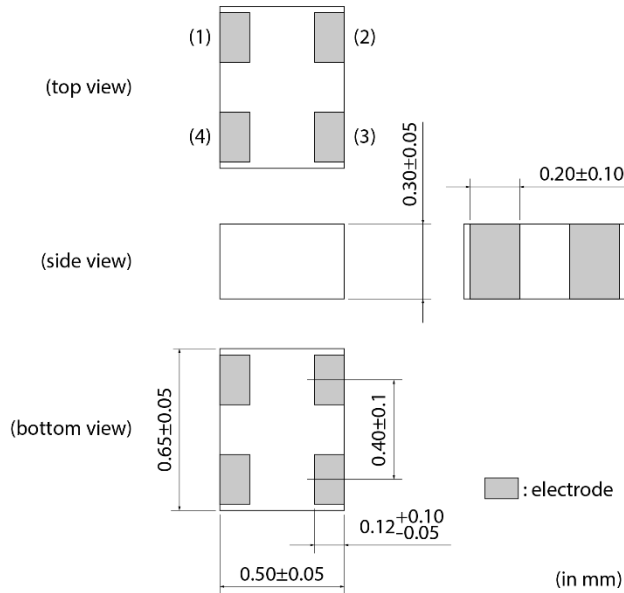 (1)
(2)
(top view)
(4)
(3)
0.30±0.05
0.20±0.10
(side view)
0.65±0.05
(bottom view)
0.40±0.1
: electrode
0.12+0.10
-0.05
0.50±0.05
(in mm)